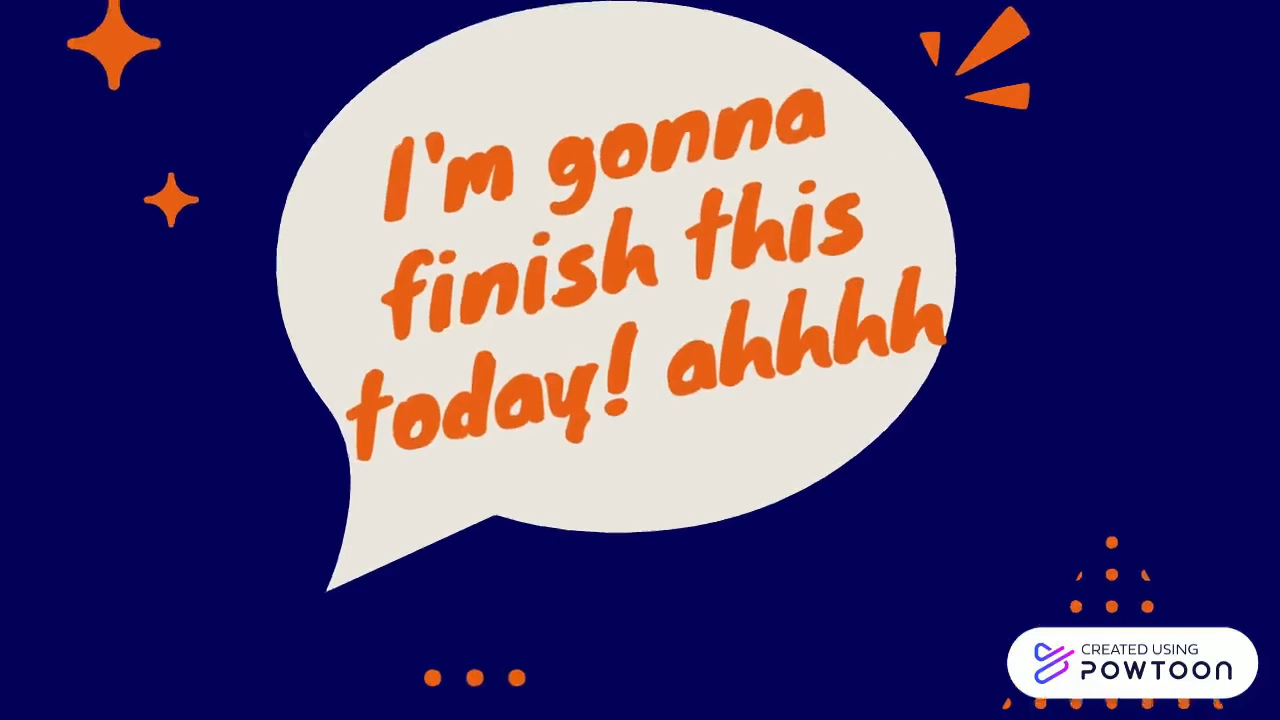 I'm gonna
finish this
today! ahhhh
CREATED USING
POWTOON